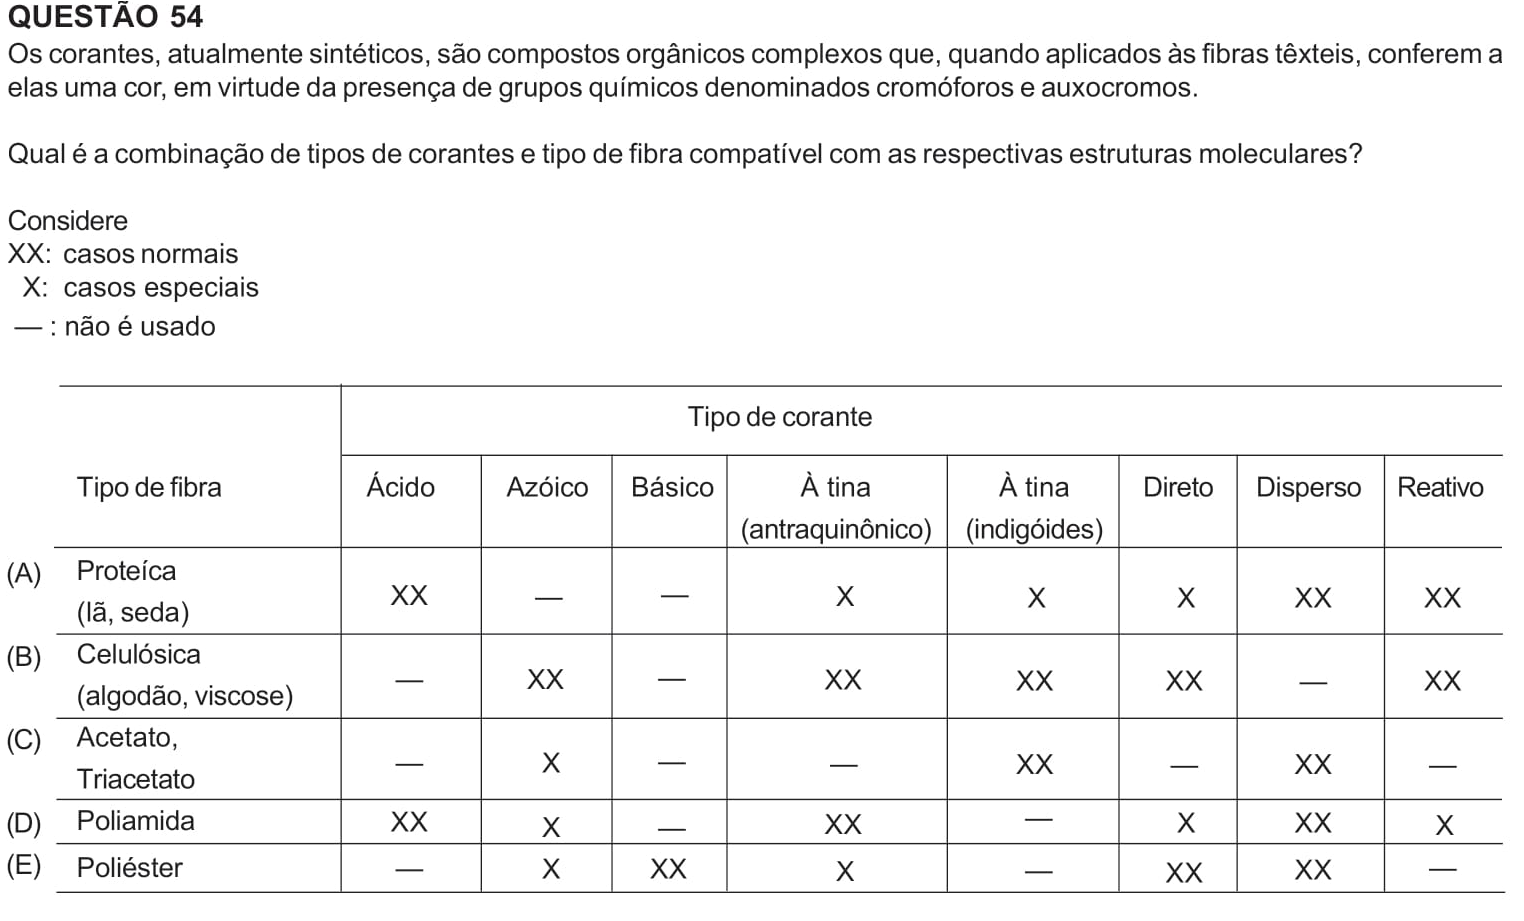 QUESTÃO 54
Os corantes, atualmente sintéticos, são compostos orgânicos complexos que, quando aplicados às fibras têxteis, conferem a
elas uma cor, em virtude da presença de grupos químicos denominados cromóforos e auxocromos.
Qual é a combinação de tipos de corantes e tipo de fibra compatível com as respectivas estruturas moleculares?
Considere
XX: casos normais
X: casos especiais
— : não é usado
Tipo de corante
Tipo de fibra Ácido Azóico Básico À tina À tina Direto Disperso Reativo
(antraquinônico) (indigóides)
(A) Proteíca
(lã, seda) XX — — X X X XX XX
(B) Celulósica
(algodão, viscose) — XX — XX XX XX — XX
(C) Acetato,
Triacetato — X — — XX — XX —
(D) Poliamida XX X — XX — X XX X
(E) Poliéster — X XX X — XX XX —